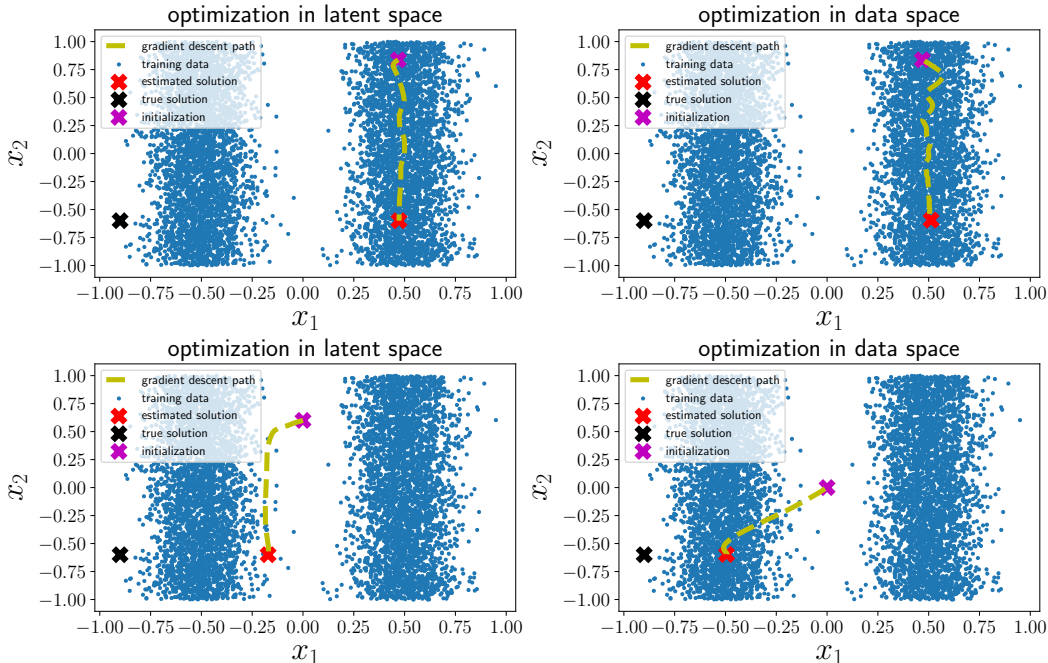 optimization in latent space
1.00
0.75
0.50
0.25
0.00
−0.25
−0.50
−0.75
−1.00
x2
gradient descent path
training data
estimated solution
true solution
initialization
−1.00 −0.75 −0.50 −0.25 0.00 0.25 0.50 0.75 1.00
x1
optimization in data space
1.00
0.75
0.50
0.25
0.00
−0.25
−0.50
−0.75
−1.00
x2
gradient descent path
training data
estimated solution
true solution
initialization
−1.00 −0.75 −0.50 −0.25 0.00 0.25 0.50 0.75 1.00
x1
optimization in latent space
1.00
0.75
0.50
0.25
0.00
−0.25
−0.50
−0.75
−1.00
x2
gradient descent path
training data
estimated solution
true solution
initialization
−1.00 −0.75 −0.50 −0.25 0.00 0.25 0.50 0.75 1.00
x1
optimization in data space
1.00
0.75
0.50
0.25
0.00
−0.25
−0.50
−0.75
−1.00
x2
gradient descent path
training data
estimated solution
true solution
initialization
−1.00 −0.75 −0.50 −0.25 0.00 0.25 0.50 0.75 1.00
x1